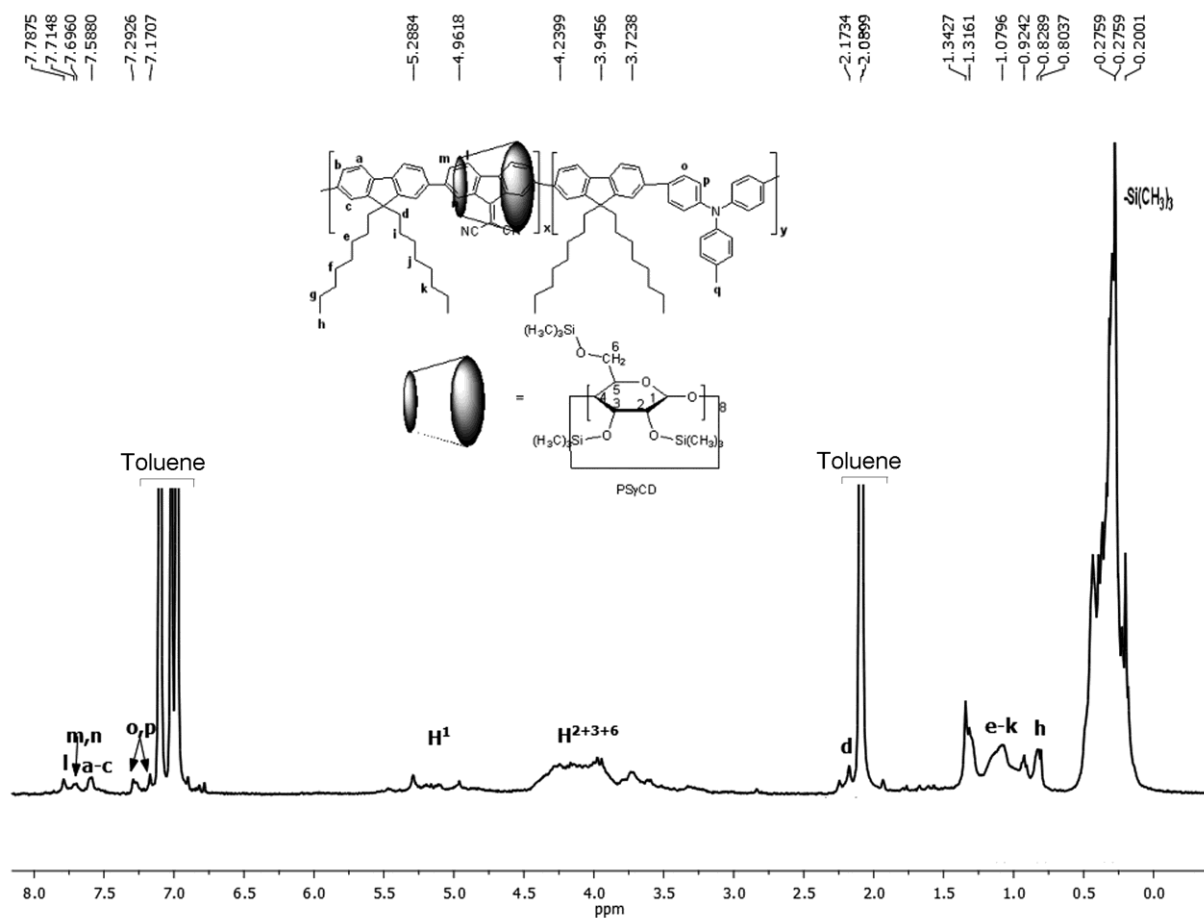 7.7875
7.7148
7.6960
7.5880
7.2926
7.1707
5.2884
4.9618
4.2399
3.9456
3.7238
2.1734
2.0899
1.3427
1.3161
1.0796
0.9242
0.8289
0.8037
0.2759
0.2759
0.2001
b a m l o
p
c d
NC
N
x y
e i
f j
g k
h
q
-Si(CH3)3
(H3C)3Si
O 6
CH2
=
5 O
4 1 O
3 2 8
(H3C)3Si O O Si(CH3)3
PSγCD
Toluene Toluene
l m,n a-c o,p H1 H2+3+6 d e-k h
8.0 7.5 7.0 6.5 6.0 5.5 5.0 4.5 4.0 3.5 3.0 2.5 2.0 1.5 1.0 0.5 0.0
ppm